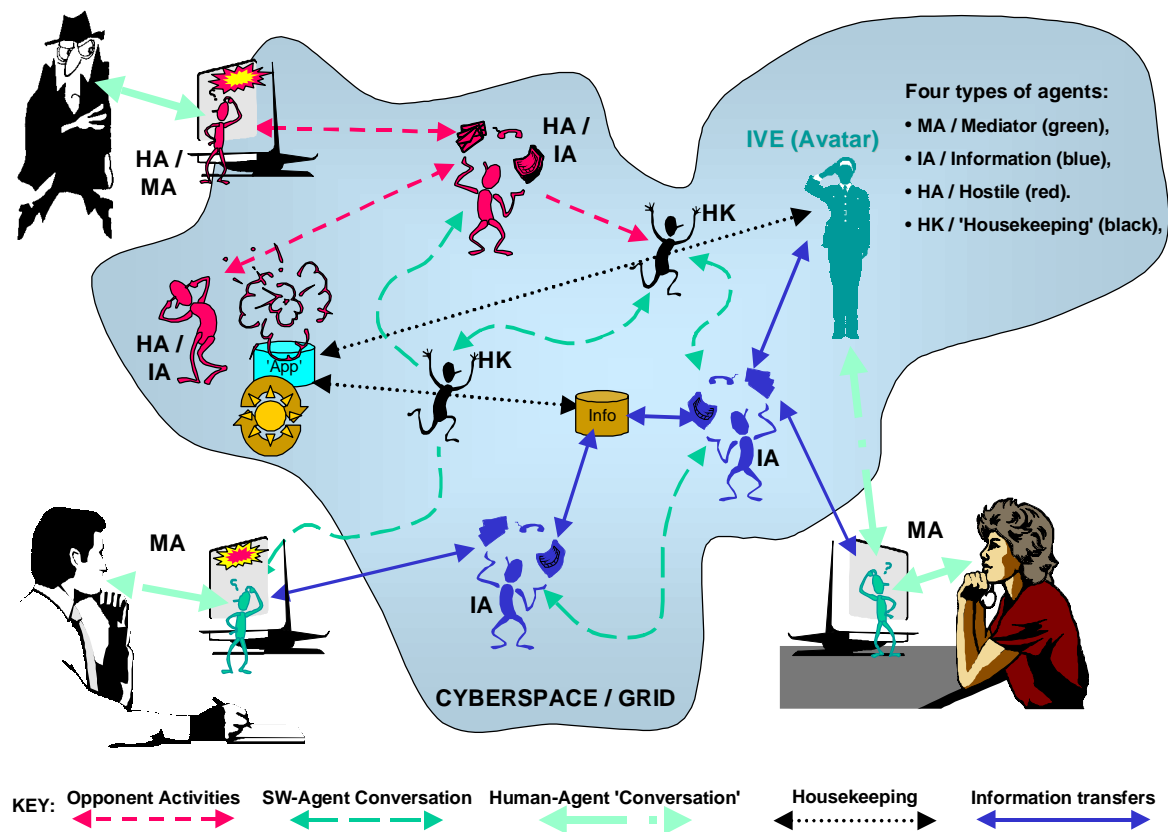 HA /
MA
HA /
IA
HK
IVE (Avatar)
Four types of agents:
• MA / Mediator (green),
• IA / Information (blue),
• HA / Hostile (red).
• HK / 'Housekeeping' (black),
HA /
IA
'App'
HK
Info
IA
MA
?
IA
MA
?
CYBERSPACE / GRID
KEY:
Opponent Activities
SW-Agent Conversation
Human-Agent 'Conversation'
Housekeeping
Information transfers